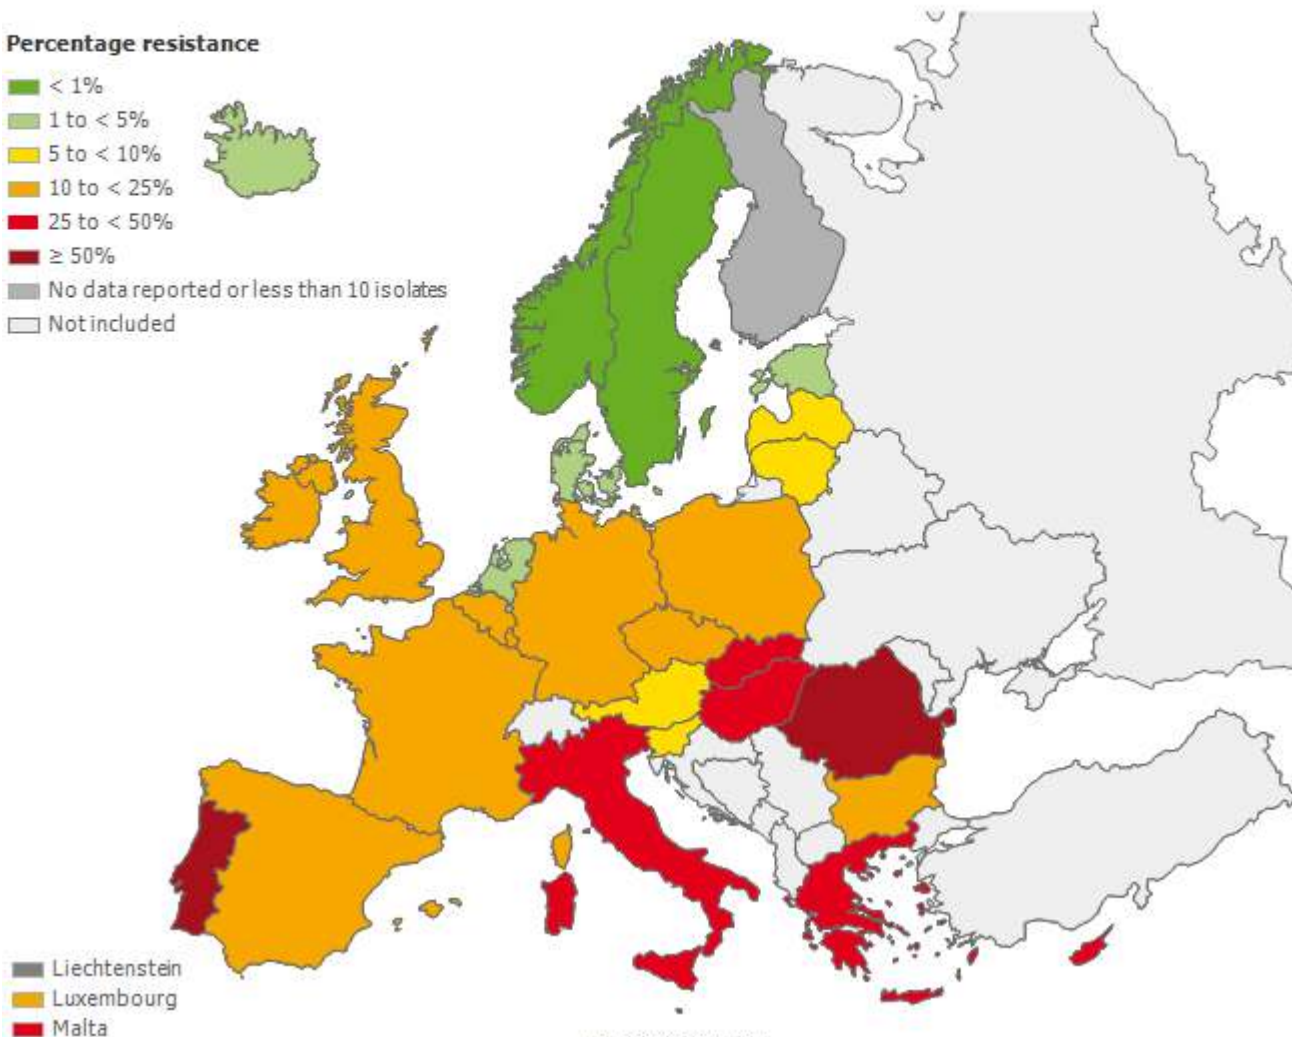 Percentage resistance
< 1%
1 to < 5%
5 to < 10%
10 to < 25%
25 to < 50%
≥ 50%
No data reported or less than 10 isolates
Not included
Liechtenstein
Luxembourg
Malta